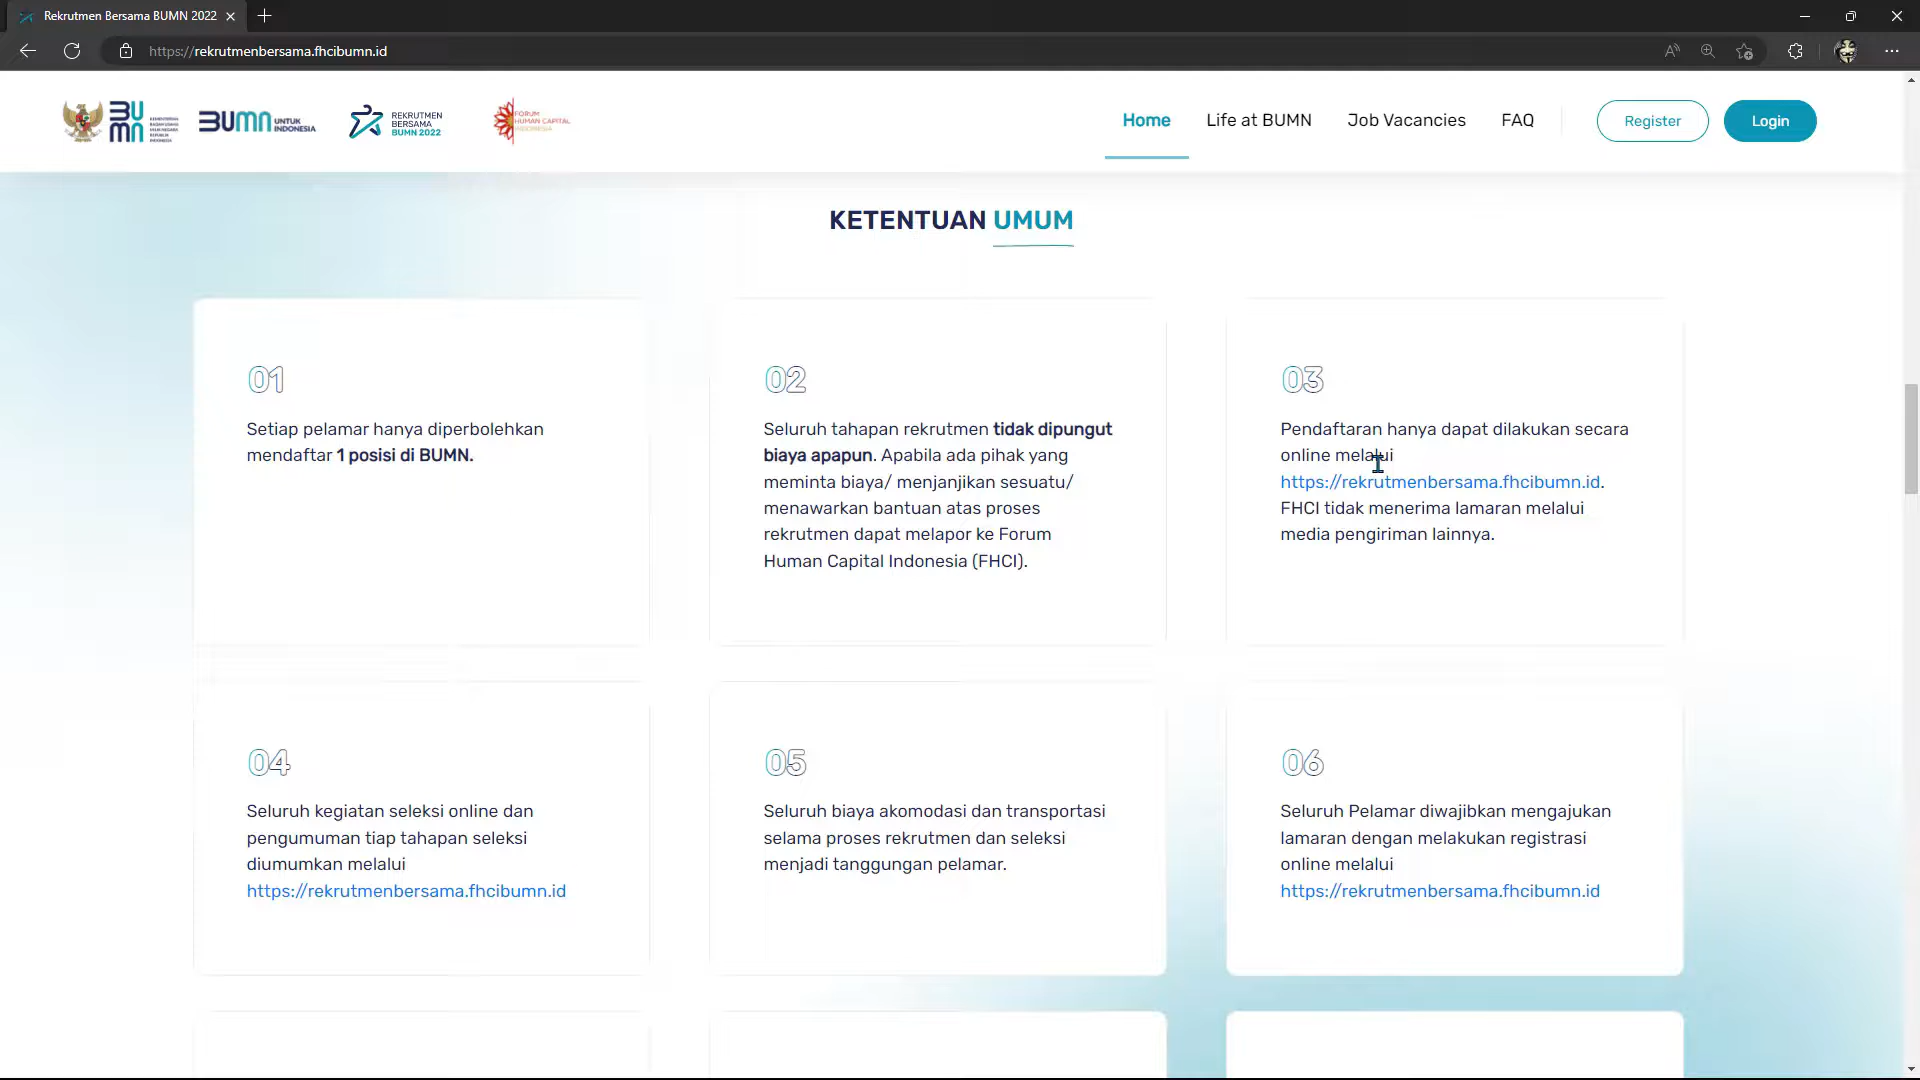 Rekrutmen Bersama BUMN 2022
https://rekrutmenbersama.fhcibumn.id
BUMN
BUMN UNTUK INDONESIA
REKRUTMEN
BERSAMA
BUMN 2022
FORUM
HUMAN CAPITAL
INDONESIA
Home
Life at BUMN
Job Vacancies
FAQ
Register
Login
KETENTUAN UMUM
01
Setiap pelamar hanya diperbolehkan
mendaftar 1 posisi di BUMN.
02
Seluruh tahapan rekrutmen tidak dipungut
biaya apapun. Apabila ada pihak yang
meminta biaya/ menjanjikan sesuatu/
menawarkan bantuan atas proses
rekrutmen dapat melapor ke Forum
Human Capital Indonesia (FHCI).
03
Pendaftaran hanya dapat dilakukan secara
online melalui
https://rekrutmenbersama.fhcibumn.id.
FHCI tidak menerima lamaran melalui
media pengiriman lainnya.
04
Seluruh kegiatan seleksi online dan
pengumuman tiap tahapan seleksi
diumumkan melalui
https://rekrutmenbersama.fhcibumn.id
05
Seluruh biaya akomodasi dan transportasi
selama proses rekrutmen dan seleksi
menjadi tanggungan pelamar.
06
Seluruh Pelamar diwajibkan mengajukan
lamaran dengan melakukan registrasi
online melalui
https://rekrutmenbersama.fhcibumn.id